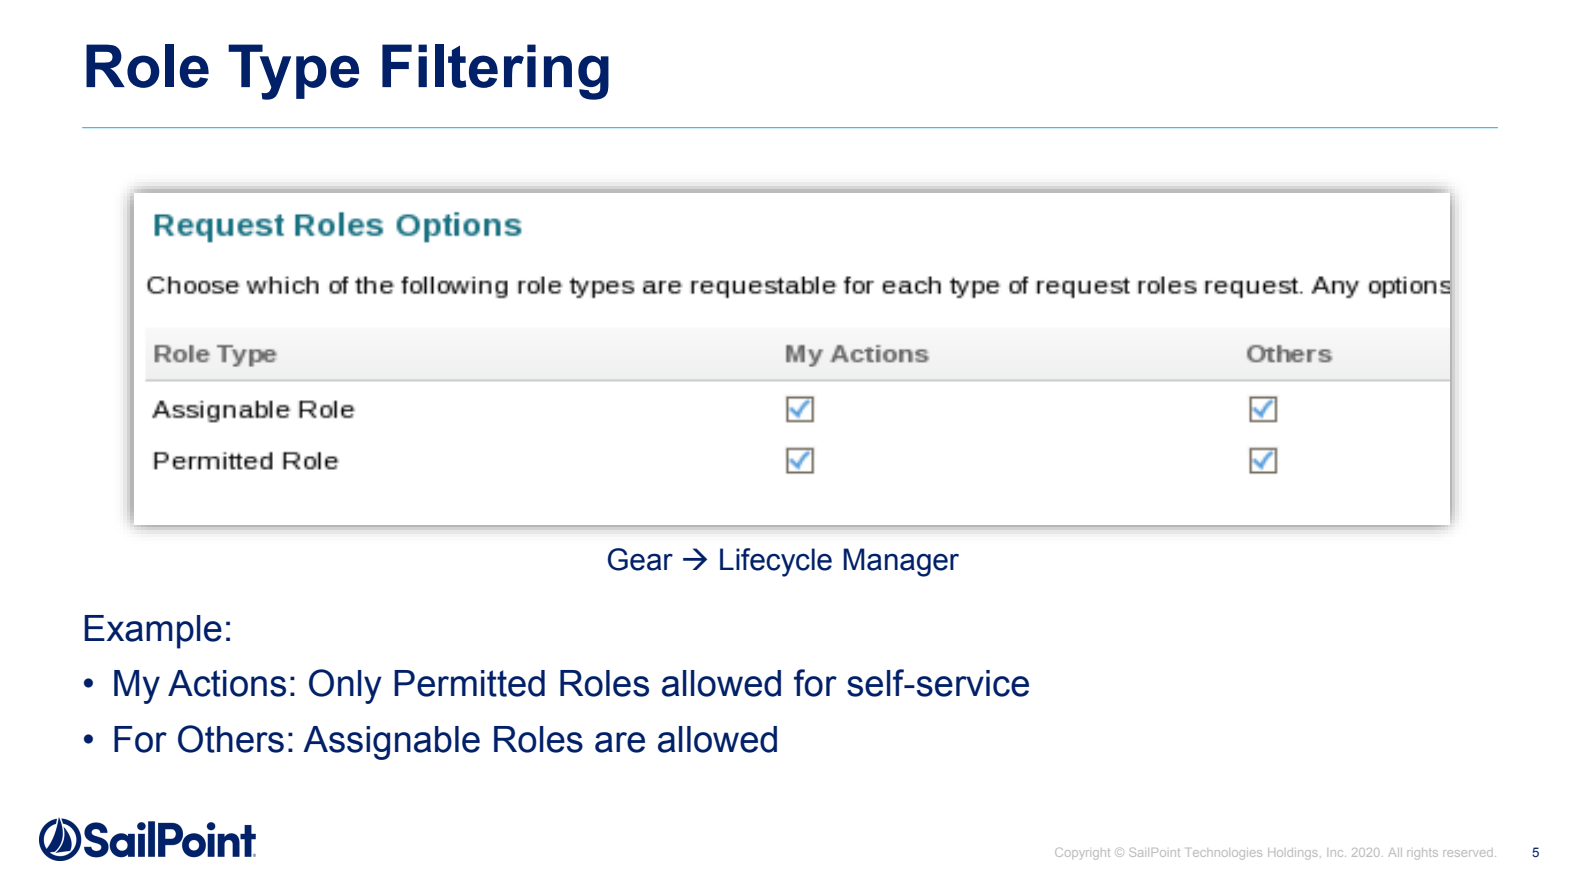 Role Type Filtering
Request Roles Options
Choose which of the following role types are requestable for each type of request roles request. Any options
Role Type My Actions Others
Assignable Role
Permitted Role
Gear → Lifecycle Manager
Example:
• My Actions: Only Permitted Roles allowed for self-service
• For Others: Assignable Roles are allowed
SailPoint
Copyright © SailPoint Technologies Holdings, Inc. 2020. All rights reserved. 5